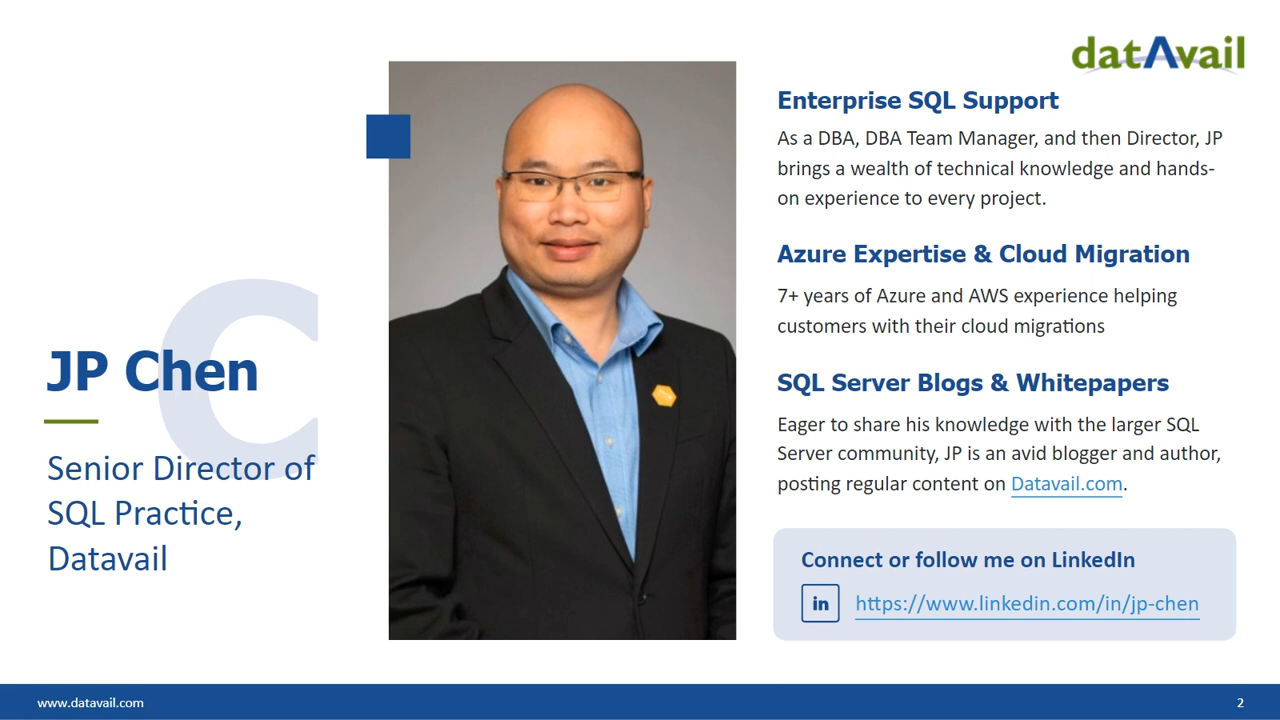 datAvail
C
JP Chen
Senior Director of
SQL Practice,
Datavail
Enterprise SQL Support
As a DBA, DBA Team Manager, and then Director, JP
brings a wealth of technical knowledge and hands-
on experience to every project.
Azure Expertise & Cloud Migration
7+ years of Azure and AWS experience helping
customers with their cloud migrations
SQL Server Blogs & Whitepapers
Eager to share his knowledge with the larger SQL
Server community, JP is an avid blogger and author,
posting regular content on Datavail.com.
Connect or follow me on LinkedIn
in https://www.linkedin.com/in/jp-chen
www.datavail.com
2